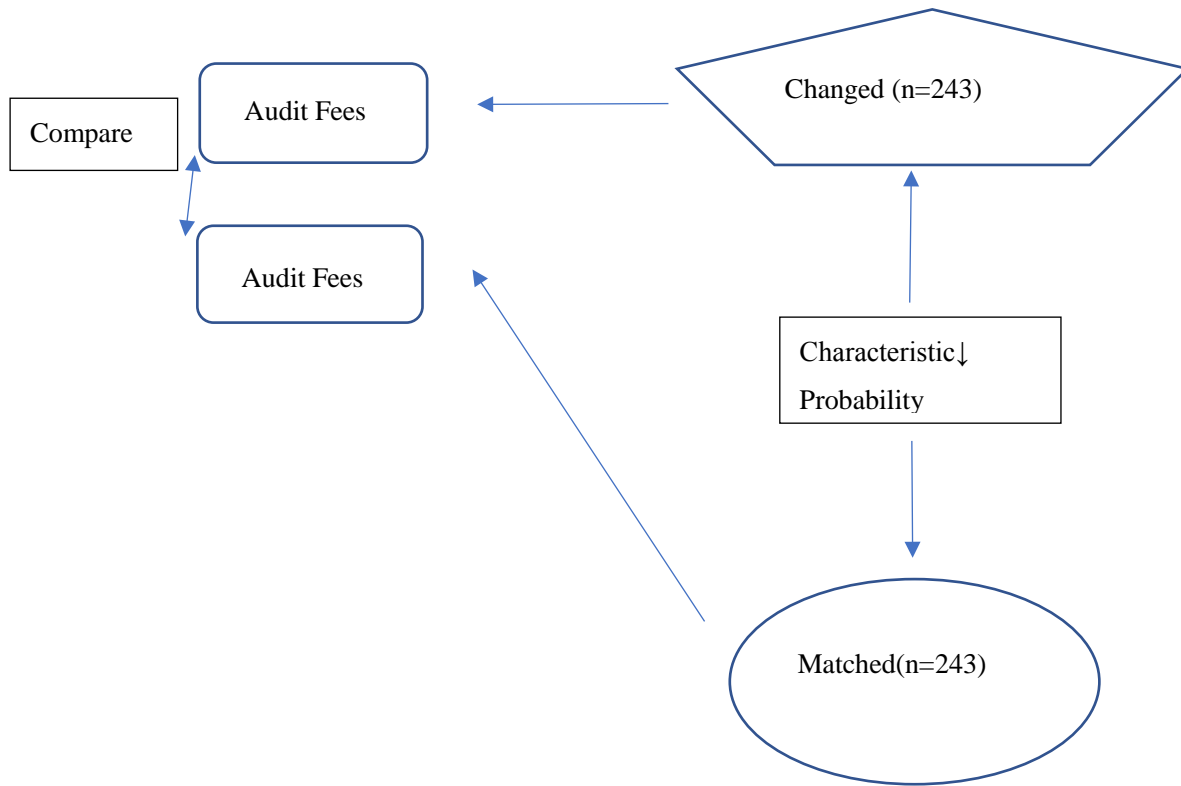 Changed (n=243)
Audit Fees
Compare
Audit Fees
Characteristic↓
Probability
Matched(n=243)